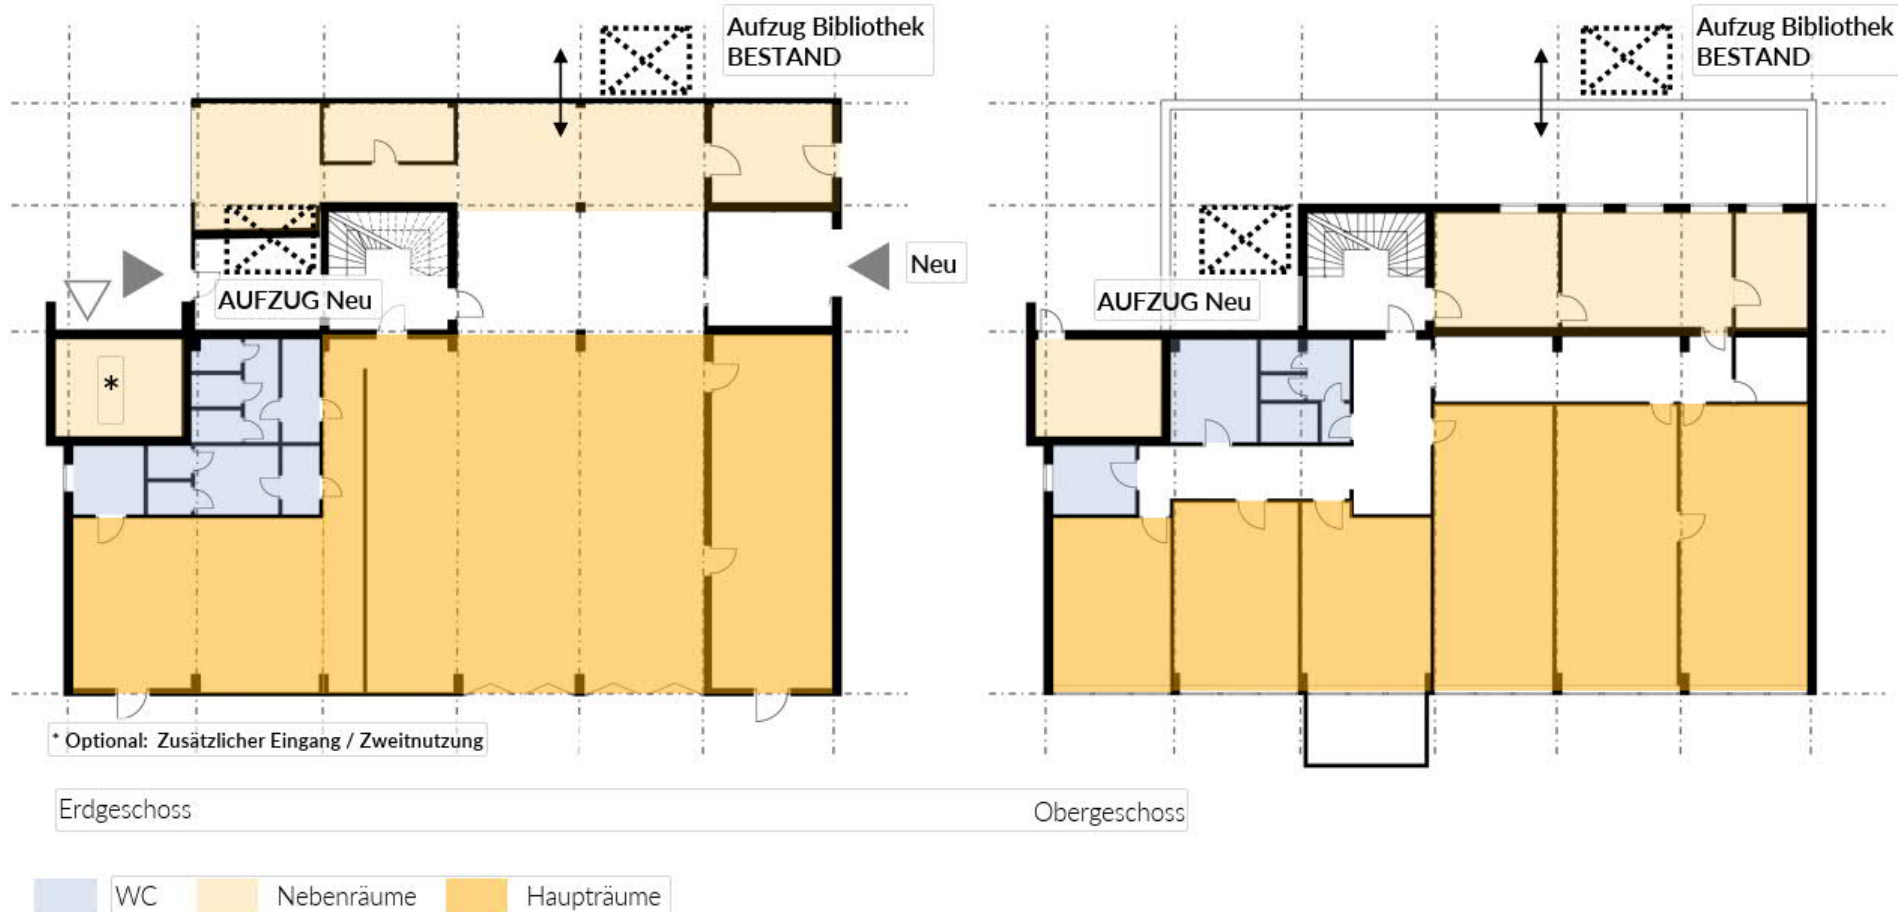 Aufzug Bibliothek
BESTAND
Aufzug Bibliothek
BESTAND
Neu
AUFZUG Neu
AUFZUG Neu
*
* Optional: Zusätzlicher Eingang / Zweitnutzung
Erdgeschoss
Obergeschoss
WC
Nebenräume
Haupträume